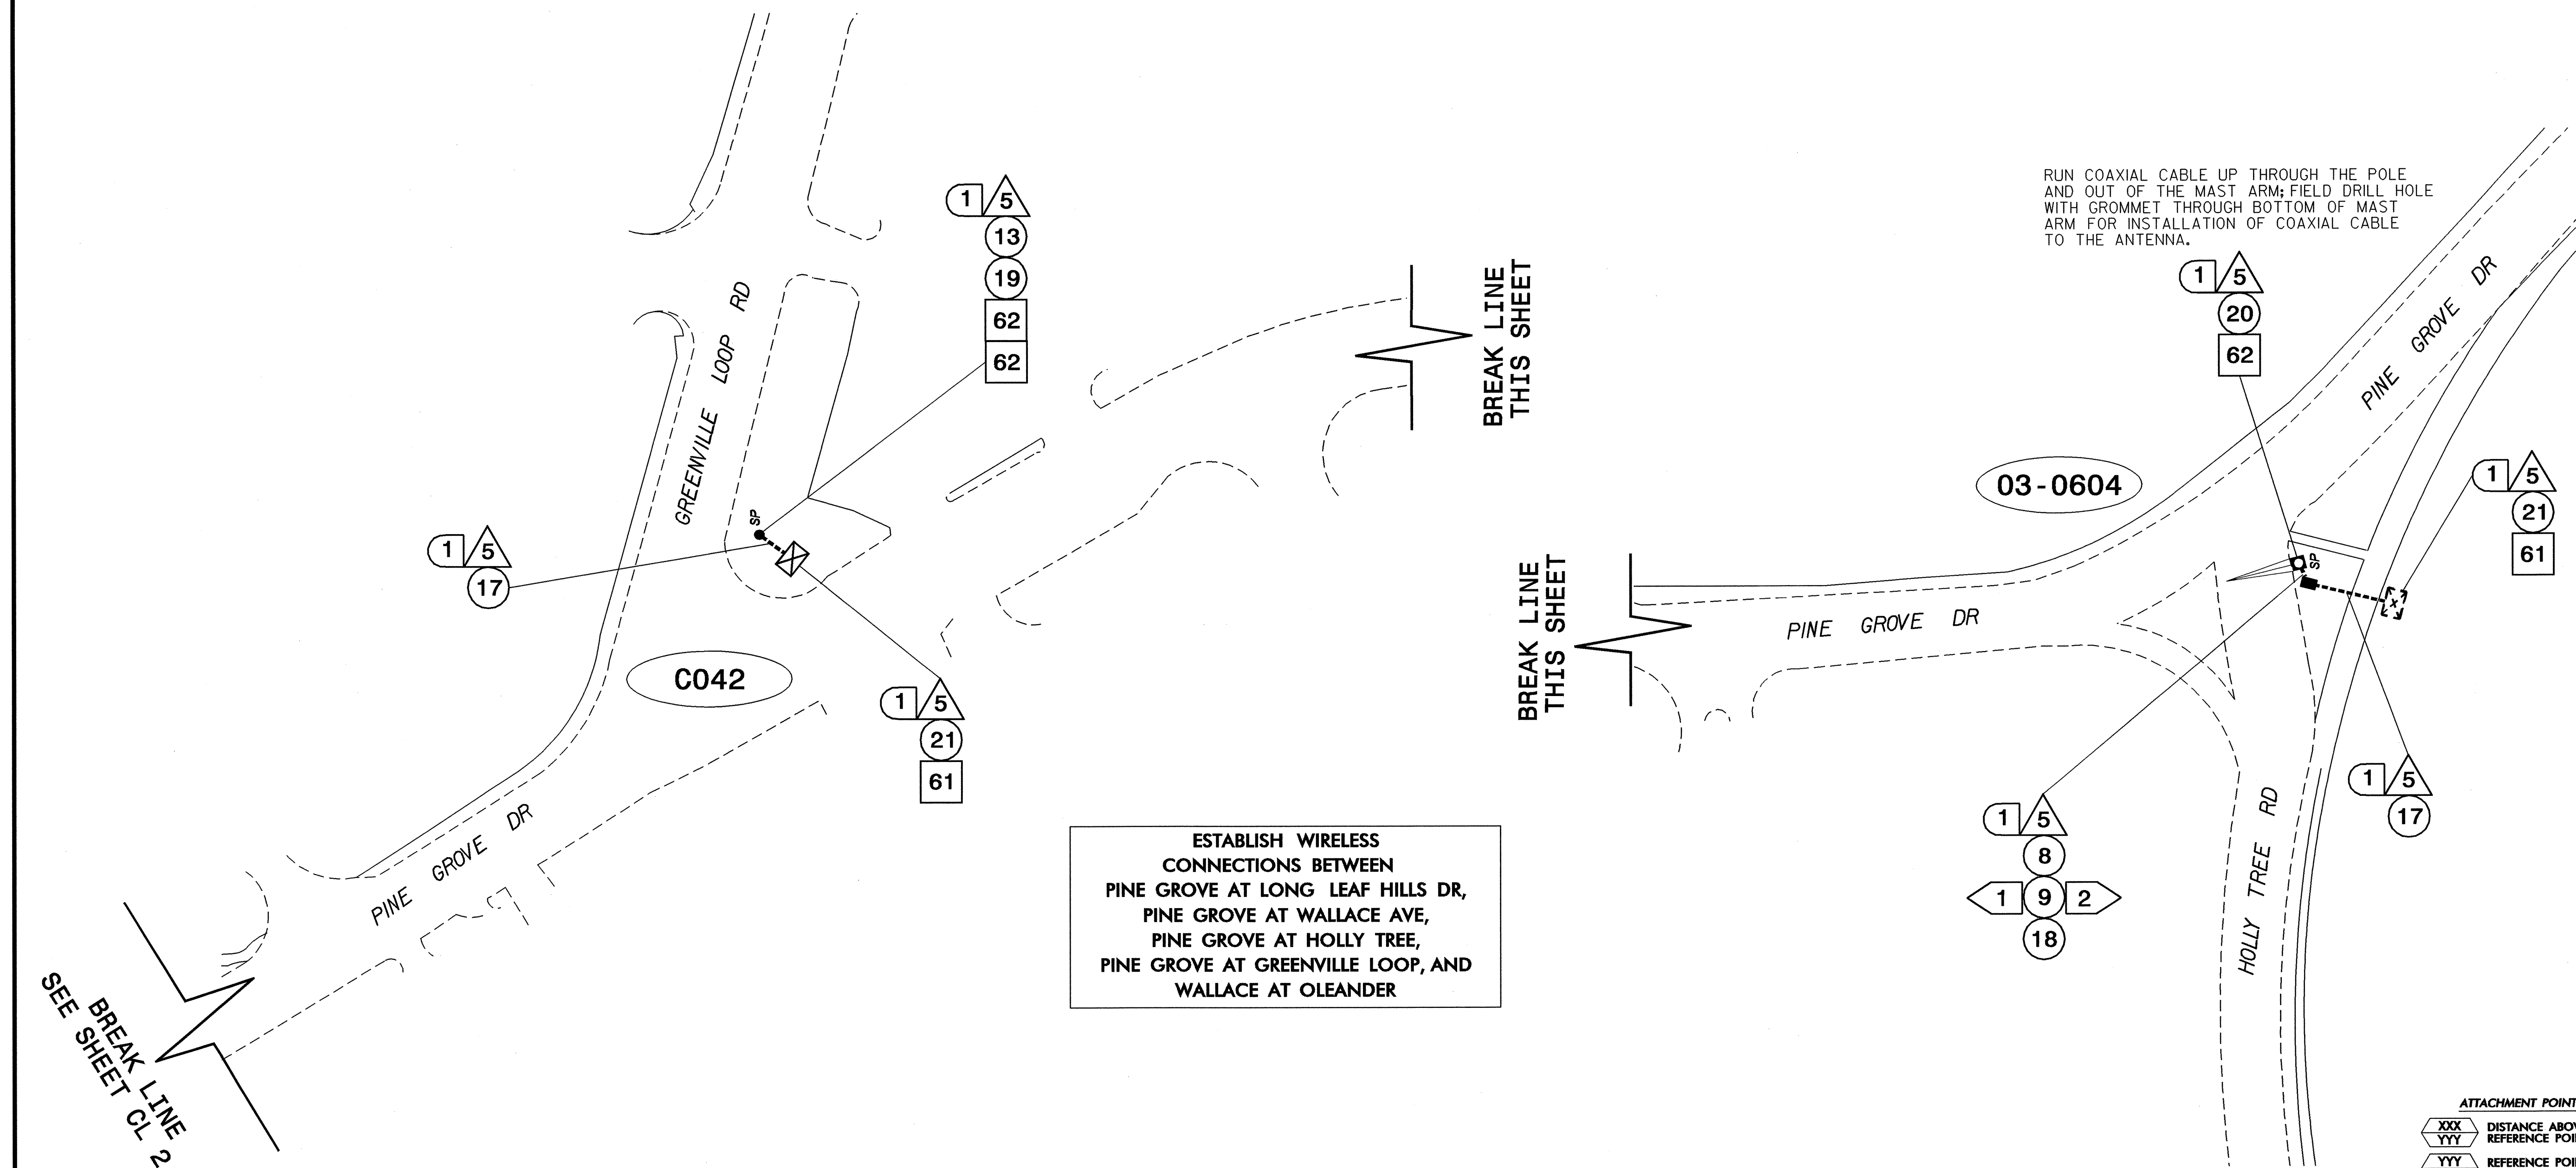 RUN COAXIAL CABLE UP THROUGH THE POLE
AND OUT OF THE MAST ARM; FIELD DRILL HOLE
WITH GROMMET THROUGH BOTTOM OF MAST
ARM FOR INSTALLATION OF COAXIAL CABLE
TO THE ANTENNA.
1 5
13
19
62
62
GREENVILLE LOOP RD
BREAK LINE
THIS SHEET
SP
1 5
17
C042
1 5
21
61
PINE GROVE DR
BREAK LINE
SEE SHEET CL 2
ESTABLISH WIRELESS
CONNECTIONS BETWEEN
PINE GROVE AT LONG LEAF HILLS DR,
PINE GROVE AT WALLACE AVE,
PINE GROVE AT HOLLY TREE,
PINE GROVE AT GREENVILLE LOOP, AND
WALLACE AT OLEANDER
1 5
20
62
PINE GROVE DR
03-0604
1 5
21
61
SP
X
BREAK LINE
THIS SHEET
PINE GROVE DR
1 5
17
1 5
8
1 9 2
18
HOLLY TREE RD
ATTACHMENT POINT
XXX
YYY
DISTANCE ABOV
REFERENCE POI
YYY
REFERENCE POI